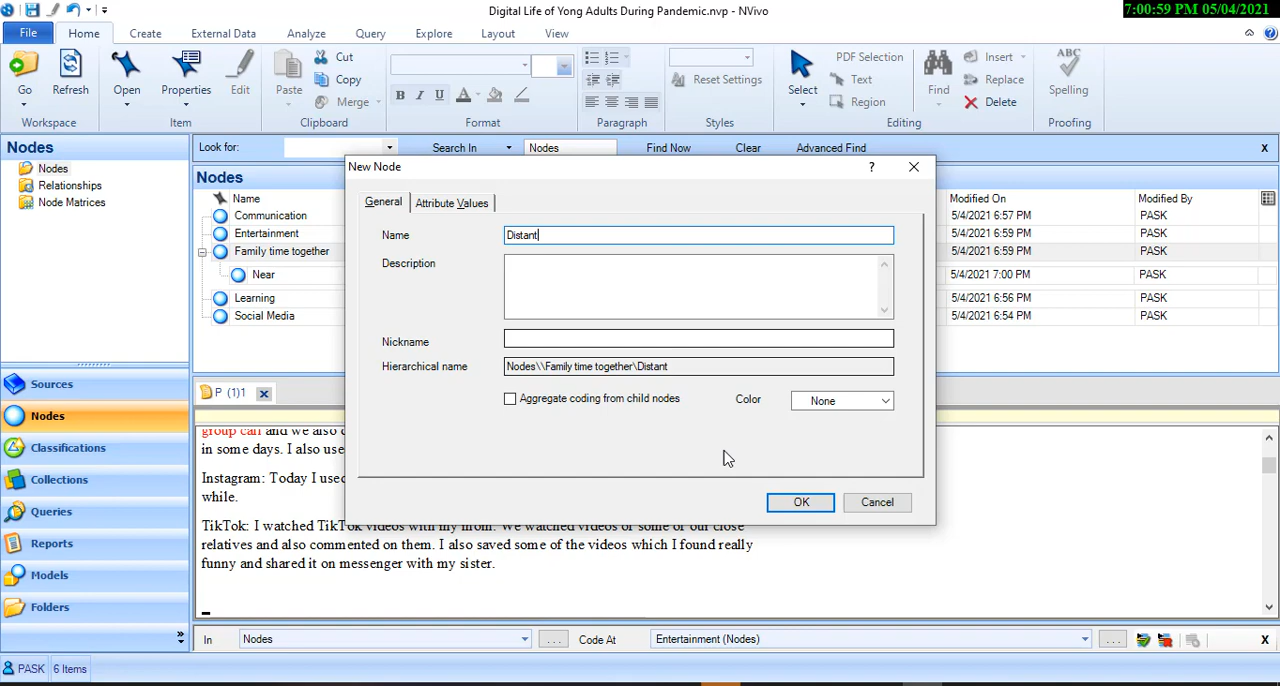 Digital Life of Yong Adults During Pandemic.nvp - NVivo
7:00:59 PM 05/04/2021
File Home Create External Data Analyze Query Explore Layout View
Go Refresh Open Properties Edit Paste Cut Copy Merge
B I U A
Reset Settings
Select PDF Selection Text Region Find Insert Replace Delete ABC Spelling
Workspace Item Clipboard Format Paragraph Styles Editing Proofing
Nodes
Nodes
Relationships
Node Matrices
Look for: Search In Nodes Find Now Clear Advanced Find X
Nodes
Name Modified On Modified By
Communication 5/4/2021 6:57 PM PASK
Entertainment 5/4/2021 6:59 PM PASK
Family time together 5/4/2021 6:59 PM PASK
Near 5/4/2021 7:00 PM PASK
Learning 5/4/2021 6:56 PM PASK
Social Media 5/4/2021 6:54 PM PASK
New Node ?
General Attribute Values
Name Distant
Description
Nickname
Hierarchical name Nodes\\Family time together\Distant
Aggregate coding from child nodes Color None
OK Cancel
Sources
Nodes
Classifications
Collections
Queries
Reports
Models
Folders
P (1)1
group call and we also
in some days. I also use
Instagram: Today I used
while.
TikTok: I watched TikTok videos with my mom. We watched videos of some of our close
relatives and also commented on them. I also saved some of the videos which I found really
funny and shared it on messenger with my sister.
In Nodes ... Code At Entertainment (Nodes) ... X
PASK 6 Items